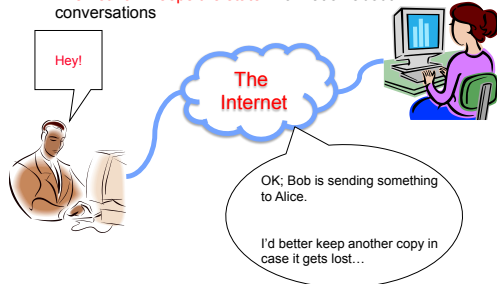 conversations
Hey!
The
Internet
OK; Bob is sending something
to Alice.
I'd better keep another copy in
case it gets lost…